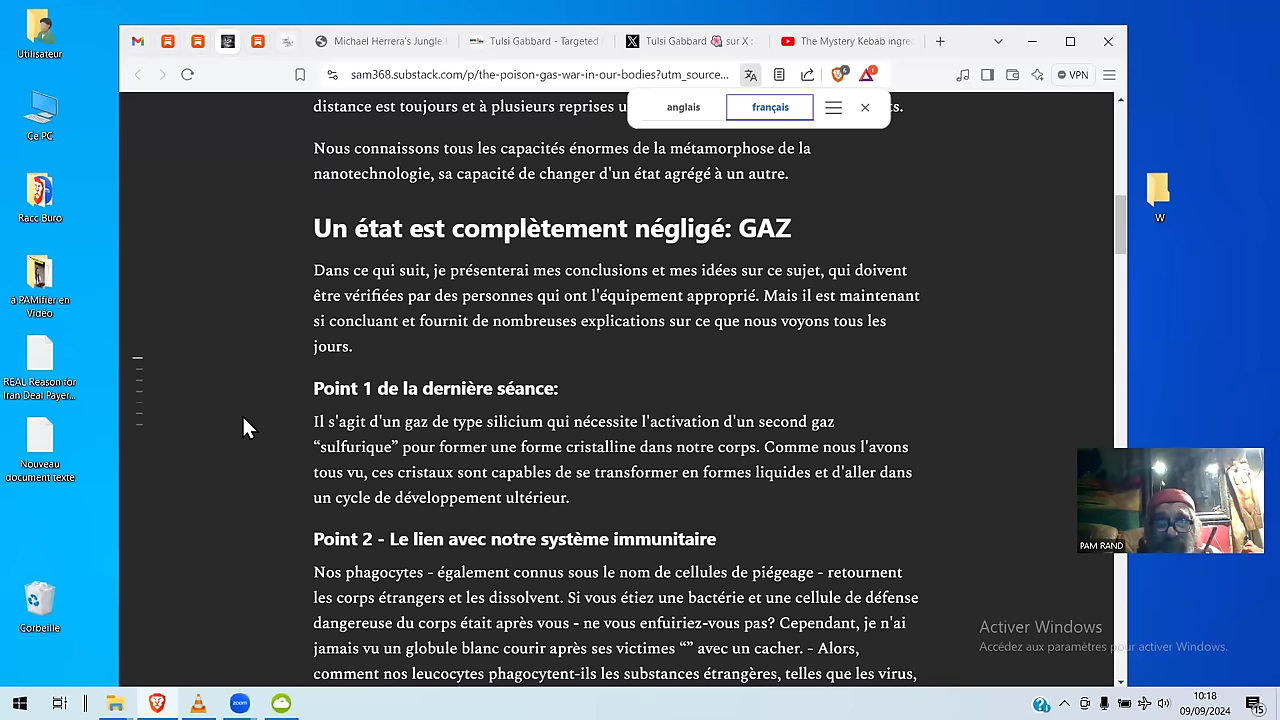 Utilisateur
Ce PC
Racc Buro
à PAMifier en
Vidéo
REAL Reason for
Iran Deal Payer...
Nouveau
document texte
Corbeille
Michael Herrera's Jungle
Tulsi Gabbard - Targeted
Tulsi Gabbard 🌺 sur X
The Mystery Kebab ingre
sam368.substack.com/p/the-poison-gas-war-in-our-bodies?utm_source...
VPN
anglais
français
distance est toujours et à plusieurs reprises
Nous connaissons tous les capacités énormes de la métamorphose de la
nanotechnologie, sa capacité de changer d'un état agrégé à un autre.
Un état est complètement négligé: GAZ
Dans ce qui suit, je présenterai mes conclusions et mes idées sur ce sujet, qui doivent
être vérifiées par des personnes qui ont l'équipement approprié. Mais il est maintenant
si concluant et fournit de nombreuses explications sur ce que nous voyons tous les
jours.
Point 1 de la dernière séance:
Il s'agit d'un gaz de type silicium qui nécessite l'activation d'un second gaz
“sulfurique” pour former une forme cristalline dans notre corps. Comme nous l'avons
tous vu, ces cristaux sont capables de se transformer en formes liquides et d'aller dans
un cycle de développement ultérieur.
Point 2 - Le lien avec notre système immunitaire
Nos phagocytes - également connus sous le nom de cellules de piégeage - retournent
les corps étrangers et les dissolvent. Si vous étiez une bactérie et une cellule de défense
dangereuse du corps était après vous - ne vous enfuiriez-vous pas? Cependant, je n'ai
jamais vu un globule blanc courir après ses victimes “” avec un cacher. - Alors,
comment nos leucocytes phagocytent-ils les substances étrangères, telles que les virus,
W
PAM RAND
Activer Windows
Accédez aux paramètres pour activer Windows.
zoom
10:18
09/09/2024
15